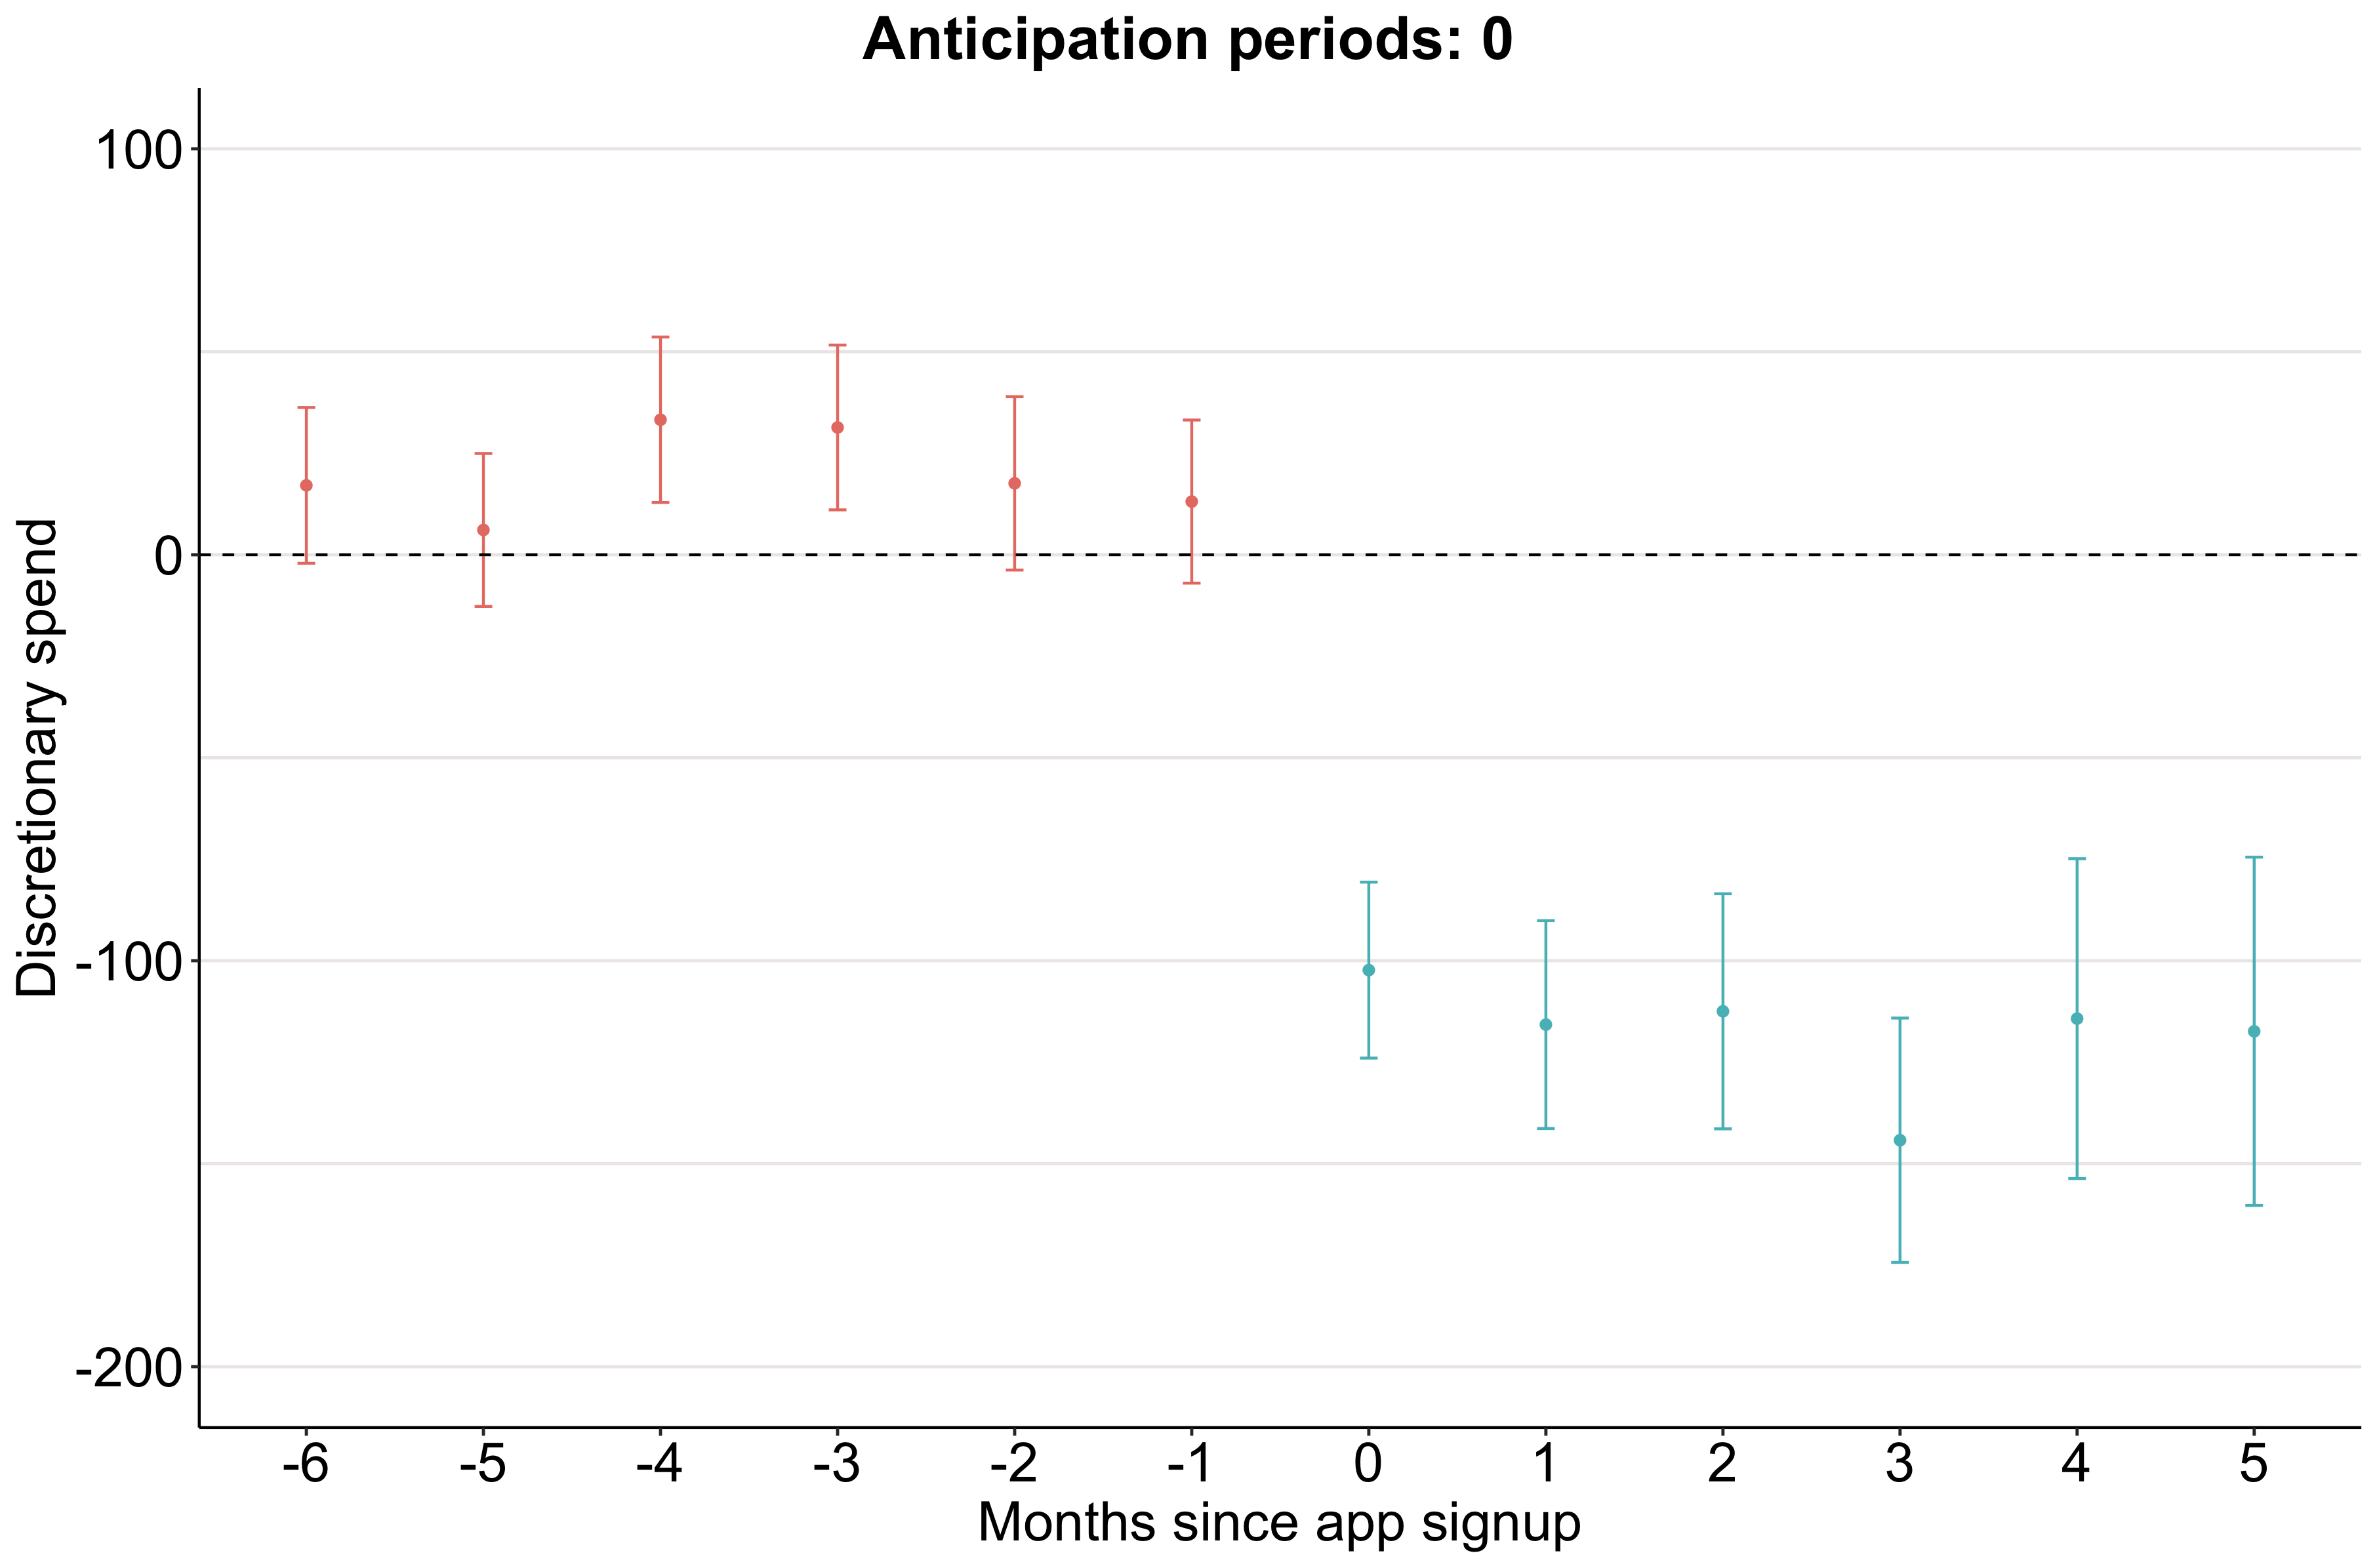 Anticipation periods: 0
Discretionary spend
100
0
-100
-200
-6 -5 -4 -3 -2 -1 0 1 2 3 4 5
Months since app signup